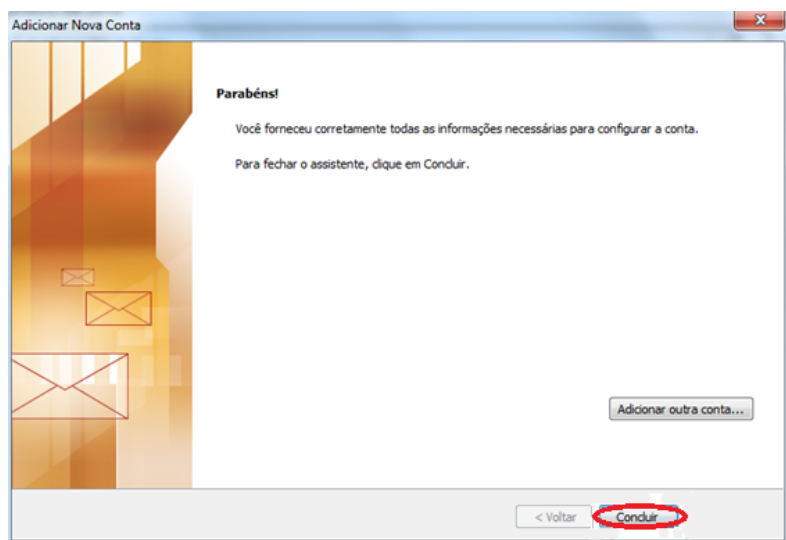 Adicionar Nova Conta
Parabéns!
Você forneceu corretamente todas as informações necessárias para configurar a conta.
Para fechar o assistente, clique em Concluir.
Adicionar outra conta...
< Voltar
Concluir